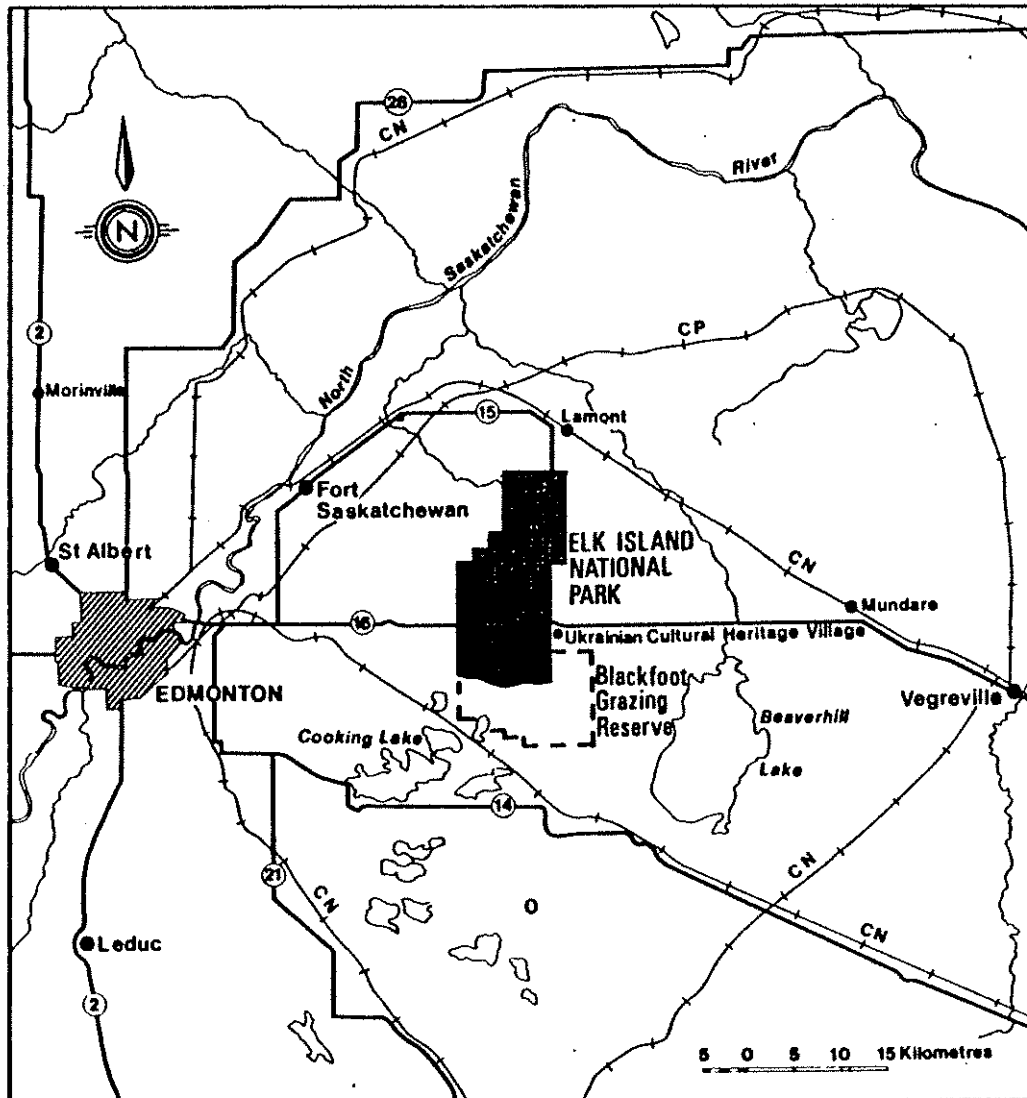 28
CN
River
N
Saskatchewan
2
CP
Morinville
North
15
Lamont
Fort
Saskatchewan
St Albert
ELK ISLAND
NATIONAL
PARK
CN
Mundare
16
Ukrainian Cultural Heritage Village
EDMONTON
Blackfoot
Grazing
Reserve
Vegreville
Beaverhill
Lake
Cooking Lake
14
21
CN
CN
CN
Leduc
2
5 0 5 10 15 Kilometres